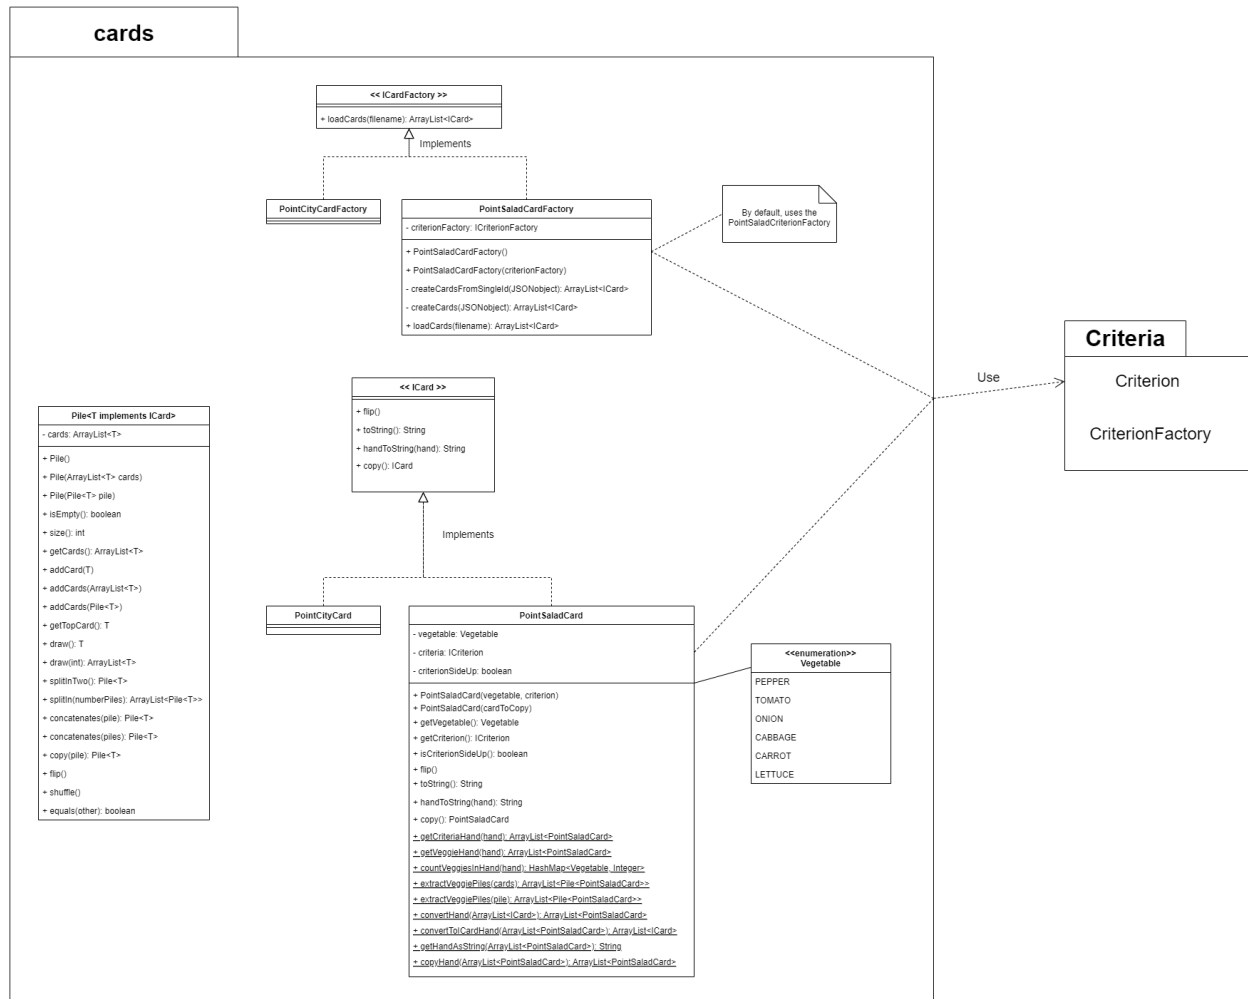 cards
<< ICardFactory >>
+ loadCards(filename): ArrayList<ICard>
Implements
PointCityCardFactory
PointSaladCardFactory
- criterionFactory: ICriterionFactory
+ PointSaladCardFactory()
+ PointSaladCardFactory(criterionFactory)
- createCardsFromSingleId(JSONobject): ArrayList<ICard>
- createCards(JSONobject): ArrayList<ICard>
+ loadCards(filename): ArrayList<ICard>
By default, uses the
PointSaladCriterionFactory
Criteria
Criterion
CriterionFactory
Use
<< ICard >>
+ flip()
+ toString(): String
+ handToString(hand): String
+ copy(): ICard
Implements
Pile<T implements ICard>
- cards: ArrayList<T>
+ Pile()
+ Pile(ArrayList<T> cards)
+ Pile(Pile<T> pile)
+ isEmpty(): boolean
+ size(): int
+ getCards(): ArrayList<T>
+ addCard(T)
+ addCards(ArrayList<T>)
+ addCards(Pile<T>)
+ getTopCard(): T
+ draw(): T
+ draw(int): ArrayList<T>
+ splitInTwo(): Pile<T>
+ splitIn(numberPiles): ArrayList<Pile<T>>
+ concatenates(pile): Pile<T>
+ concatenates(piles): Pile<T>
+ copy(pile): Pile<T>
+ flip()
+ shuffle()
+ equals(other): boolean
PointCityCard
PointSaladCard
- vegetable: Vegetable
- criteria: ICriterion
- criterionSideUp: boolean
+ PointSaladCard(vegetable, criterion)
+ PointSaladCard(cardToCopy)
+ getVegetable(): Vegetable
+ getCriterion(): ICriterion
+ isCriterionSideUp(): boolean
+ flip()
+ toString(): String
+ handToString(hand): String
+ copy(): PointSaladCard
+ getCriteriaHand(hand): ArrayList<PointSaladCard>
+ getVeggieHand(hand): ArrayList<PointSaladCard>
+ countVeggiesInHand(hand): HashMap<Vegetable, Integer>
+ extractVeggiePiles(cards): ArrayList<Pile<PointSaladCard>>
+ extractVeggiePiles(pile): ArrayList<Pile<PointSaladCard>>
+ convertHand(ArrayList<ICard>): ArrayList<PointSaladCard>
+ convertToICardHand(ArrayList<PointSaladCard>): ArrayList<ICard>
+ getHandAsString(ArrayList<PointSaladCard>): String
+ copyHand(ArrayList<PointSaladCard>): ArrayList<PointSaladCard>
<<enumeration>>
Vegetable
PEPPER
TOMATO
ONION
CABBAGE
CARROT
LETTUCE